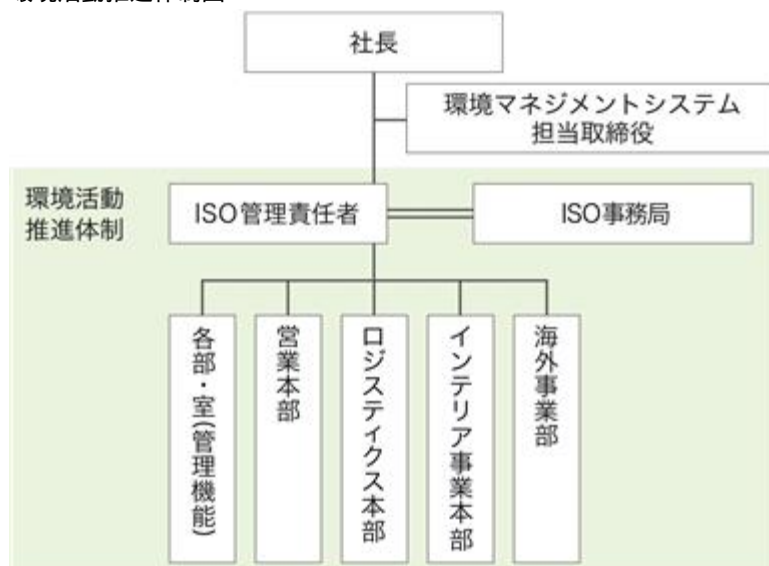 社長
環境マネジメントシステム
担当取締役
環境活動
推進体制
ISO管理責任者
ISO事務局
各部・室(管理機能)
営業本部
ロジスティクス本部
インテリア事業本部
海外事業部